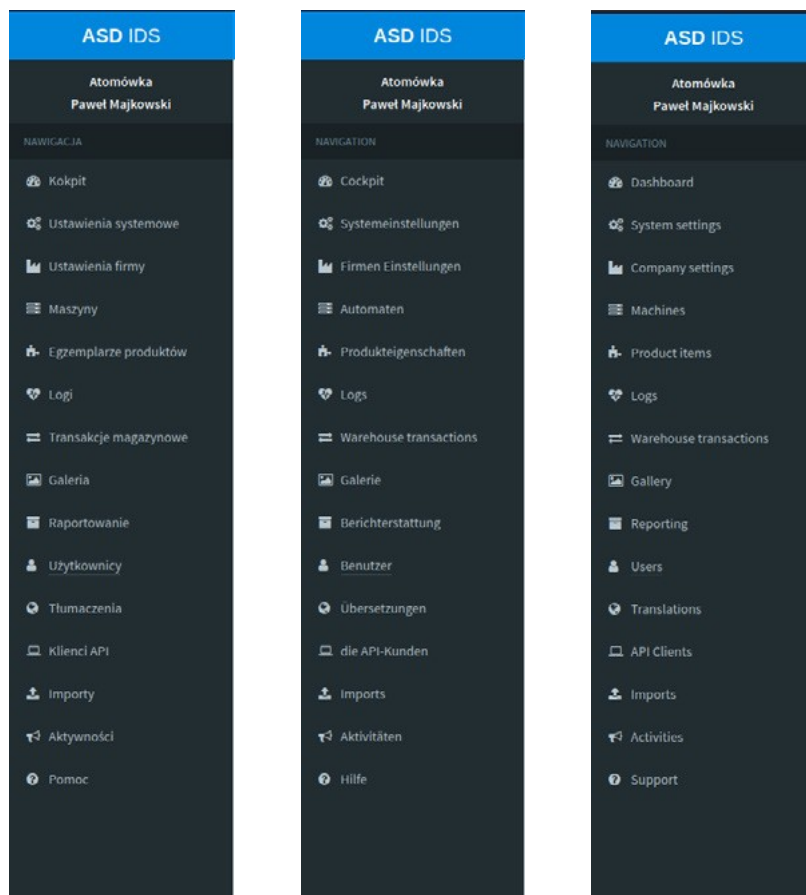 ASD IDS
Atomówka
Paweł Majkowski
NAWIGACJA
Kokpit
Ustawienia systemowe
Ustawienia firmy
Maszyny
Egzemplarze produktów
Logi
Transakcje magazynowe
Galeria
Raportowanie
Użytkownicy
Tłumaczenia
Klienci API
Importy
Aktywności
Pomoc
ASD IDS
Atomówka
Paweł Majkowski
NAVIGATION
Cockpit
Systemeinstellungen
Firmen Einstellungen
Automaten
Produkteigenschaften
Logs
Warehouse transactions
Galerie
Berichterstattung
Benutzer
Übersetzungen
die API-Kunden
Imports
Aktivitäten
Hilfe
ASD IDS
Atomówka
Paweł Majkowski
NAVIGATION
Dashboard
System settings
Company settings
Machines
Product items
Logs
Warehouse transactions
Gallery
Reporting
Users
Translations
API Clients
Imports
Activities
Support